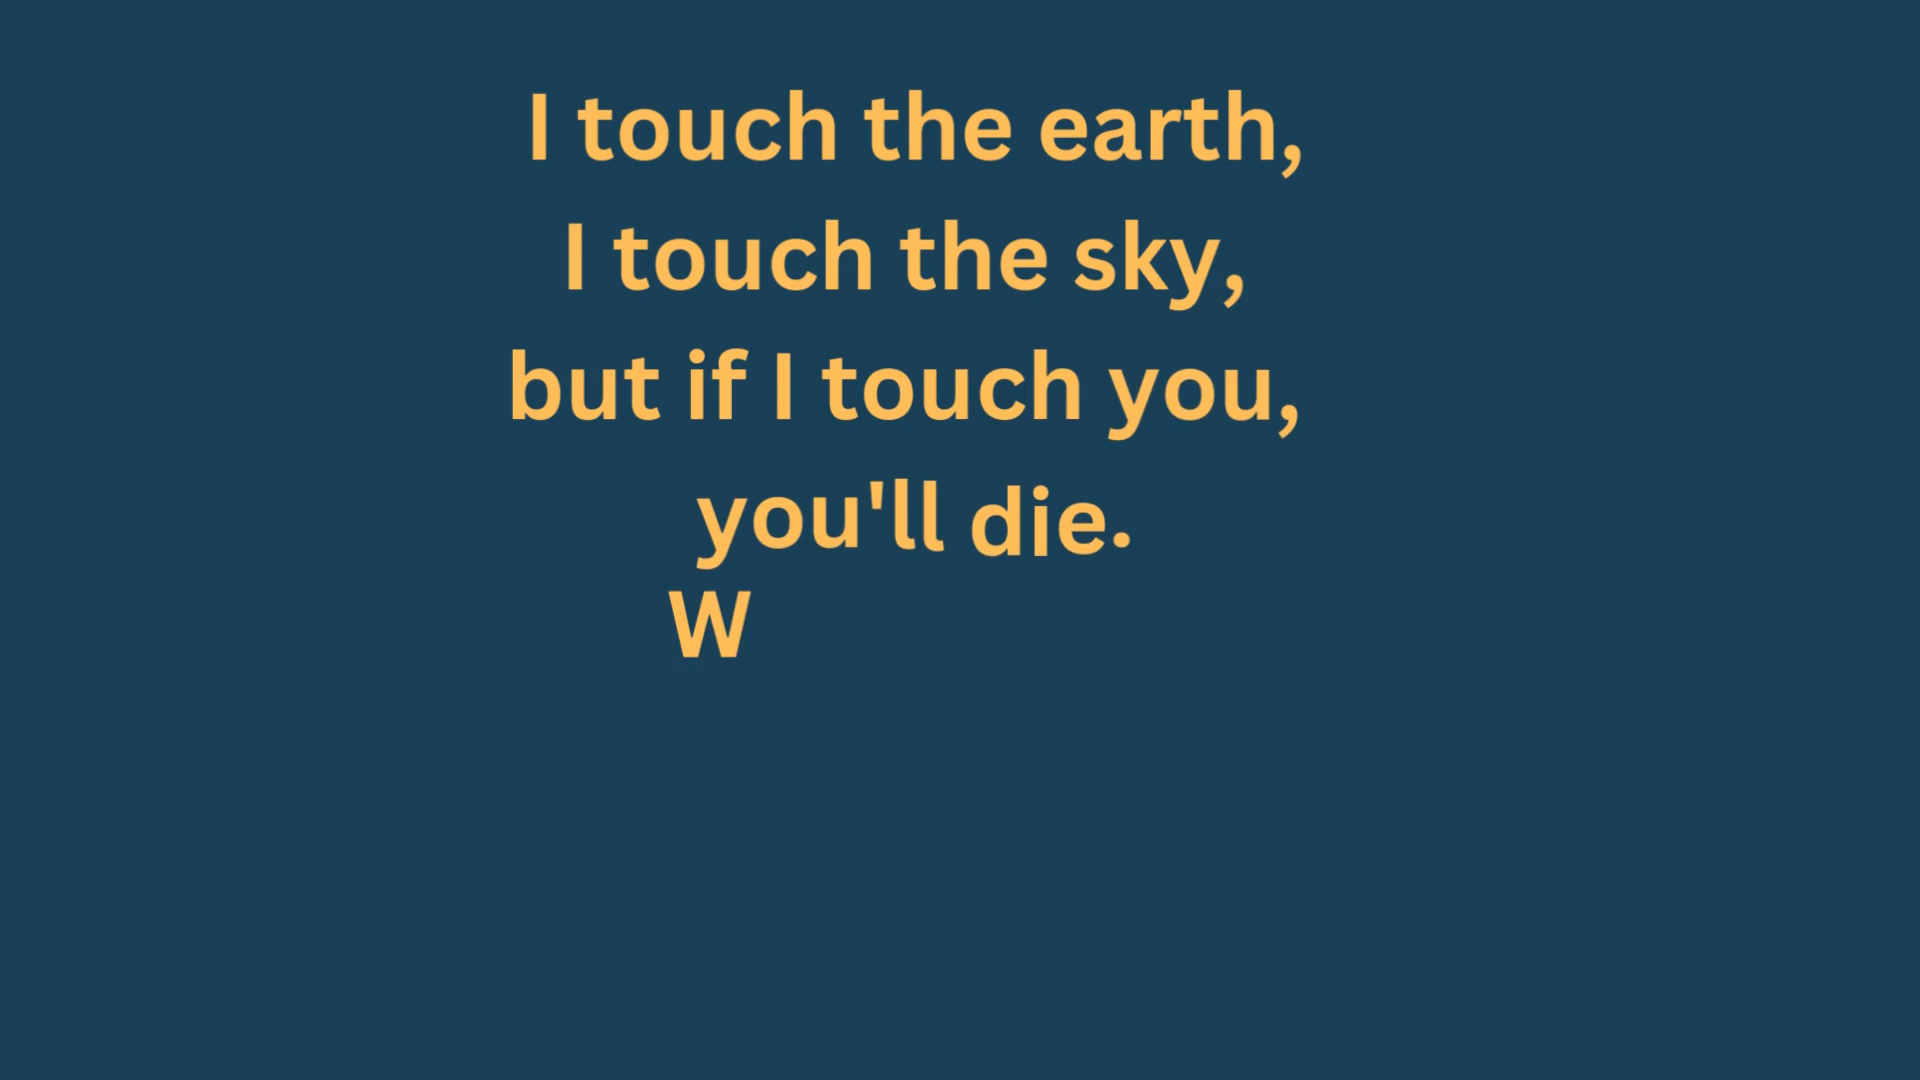 I touch the earth,
I touch the sky,
but if I touch you,
you'll die.
W